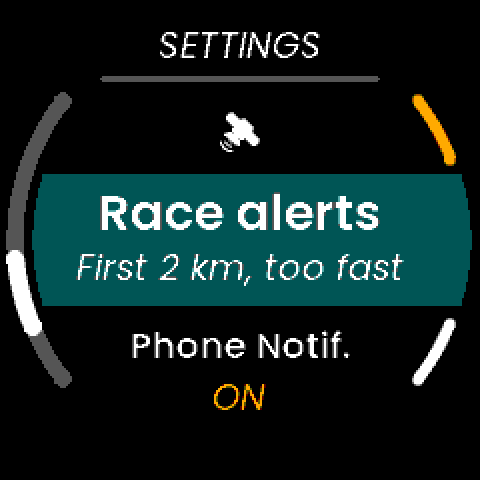 SETTINGS
Race alerts
First 2 km, too fast
Phone Notif.
ON